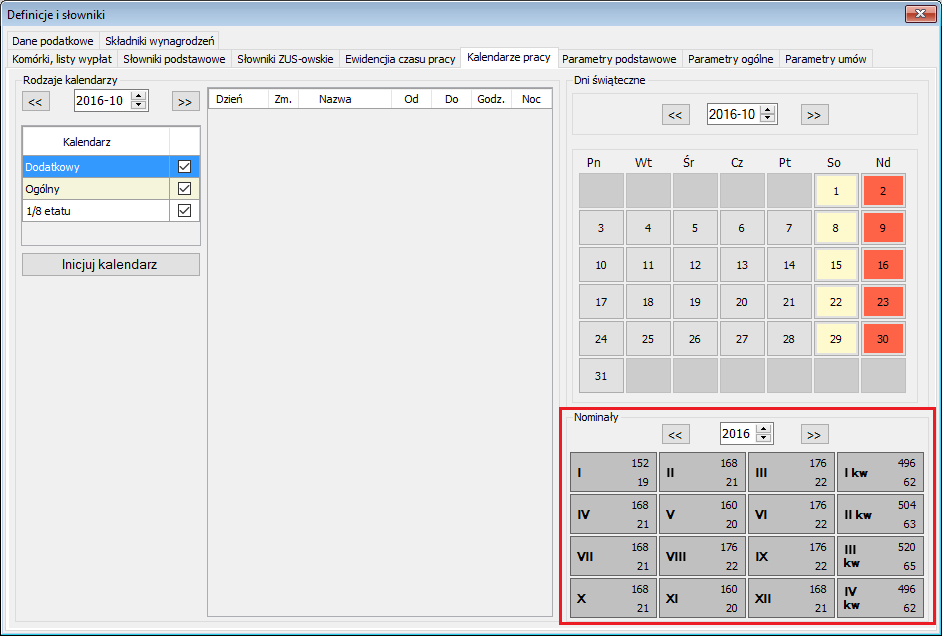 Definicje i słowniki
Dane podatkowe Składniki wynagrodzeń
Komórki, listy wypłat Słowniki podstawowe Słowniki ZUS-owskie Ewidencja czasu pracy Kalendarze pracy Parametry podstawowe Parametry ogólne Parametry umów
Rodzaje kalendarzy
<< 2016-10 >>
Kalendarz
Dodatkowy
Ogólny
1/8 etatu
Inicjuj kalendarz
Dzień Zm. Nazwa Od Do Godz. Noc
Dni świąteczne
<< 2016-10 >>
Pn Wt Śr Cz Pt So Nd
1 2
3 4 5 6 7 8 9
10 11 12 13 14 15 16
17 18 19 20 21 22 23
24 25 26 27 28 29 30
31
Nominały
<< 2016 >>
I 152 19 II 168 21 III 176 22 I kw 496 62
IV 168 21 V 160 20 VI 176 22 II kw 504 63
VII 168 21 VIII 176 22 IX 176 22 III kw 520 65
X 168 21 XI 160 20 XII 168 21 IV kw 496 62